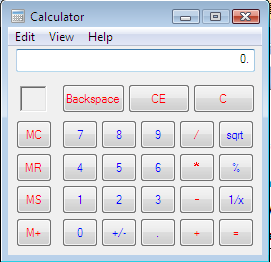 Calculator
Edit View Help
0.
Backspace CE C
MC 7 8 9 / sqrt
MR 4 5 6 * %
MS 1 2 3 - 1/x
M+ 0 +/- . + =